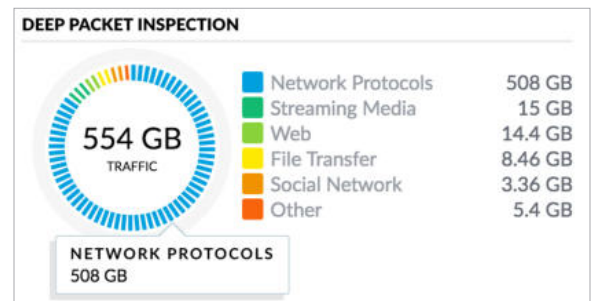 DEEP PACKET INSPECTION
554 GB
TRAFFIC
Network Protocols 508 GB
Streaming Media 15 GB
Web 14.4 GB
File Transfer 8.46 GB
Social Network 3.36 GB
Other 5.4 GB
NETWORK PROTOCOLS
508 GB